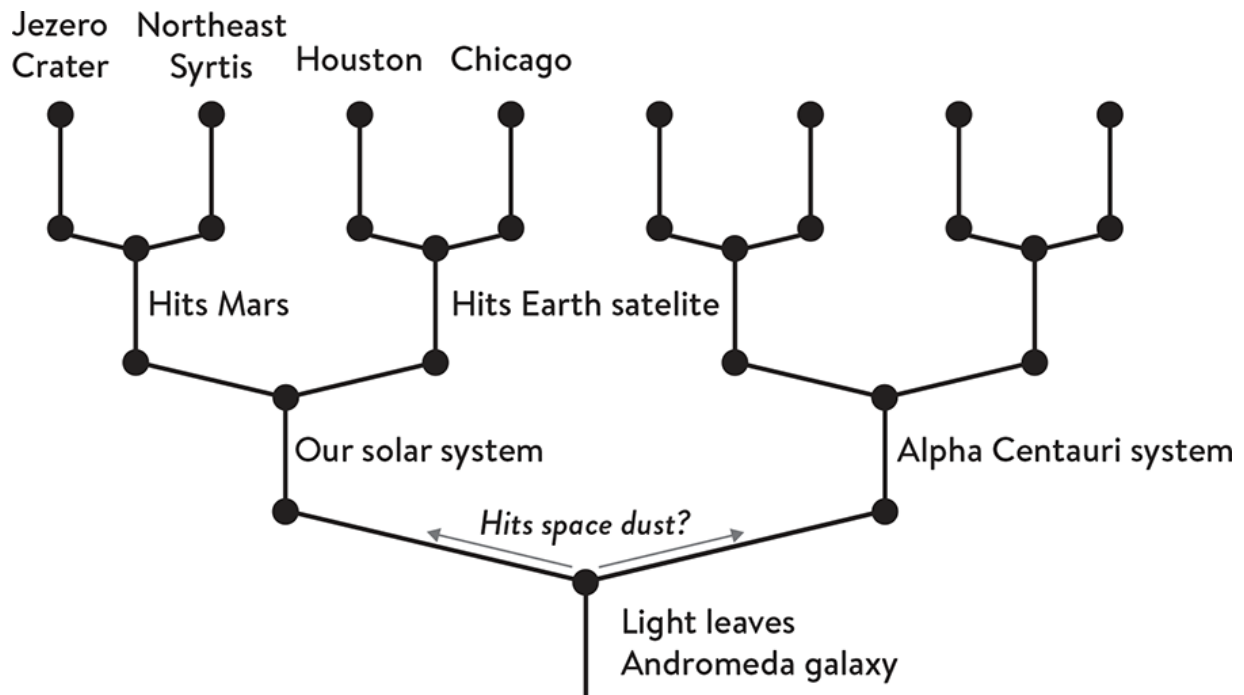 Jezero
Crater
Northeast
Syrtis
Houston
Chicago
Hits Mars
Hits Earth satelite
Our solar system
Alpha Centauri system
Hits space dust?
Light leaves
Andromeda galaxy